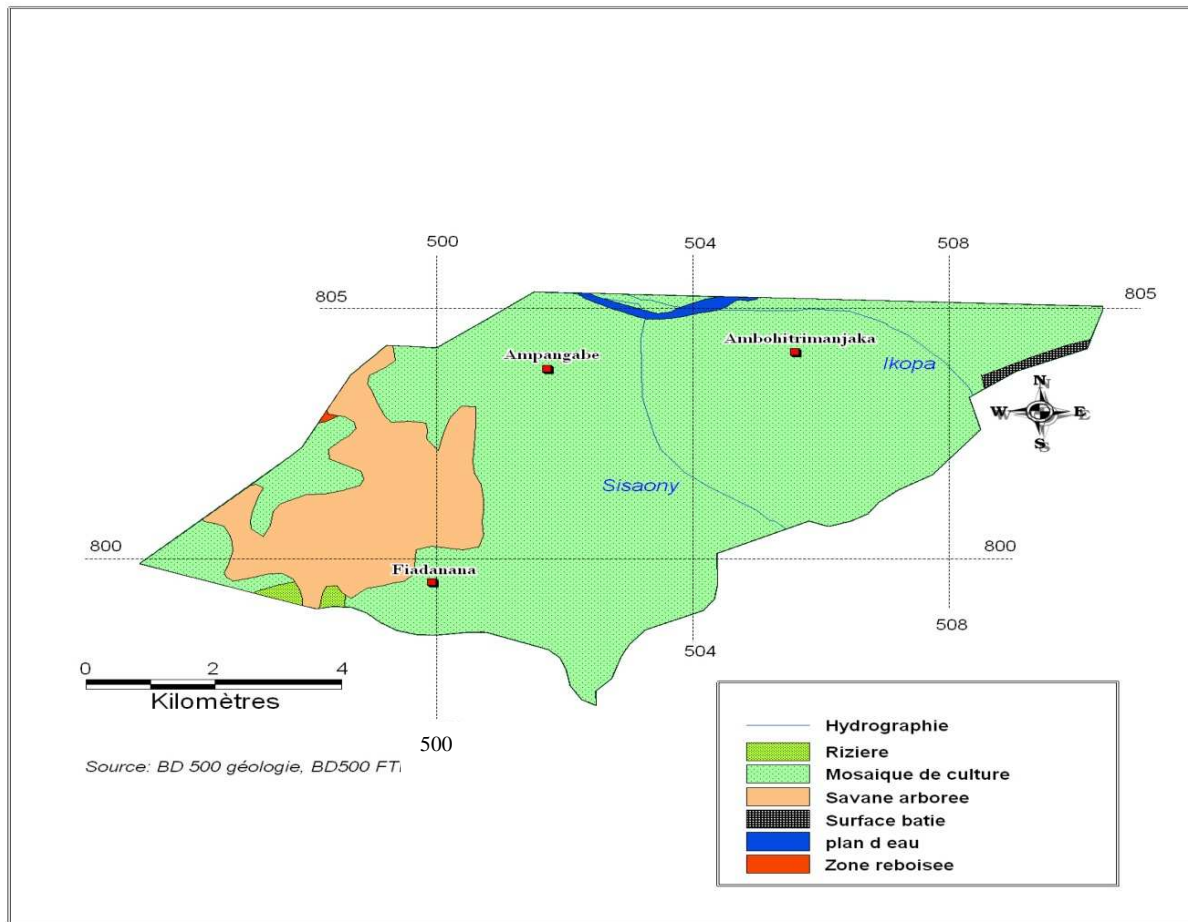 500
504
508
805
805
Ambohitrimanjaka
Ampangabe
Ikopa
N
W
E
S
Sisaony
800
800
Fiadanana
508
504
0 2 4
Kilomètres
500
Source: BD 500 géologie, BD500 FT
Hydrographie
Riziere
Mosaique de culture
Savane arboree
Surface batie
plan d eau
Zone reboisee